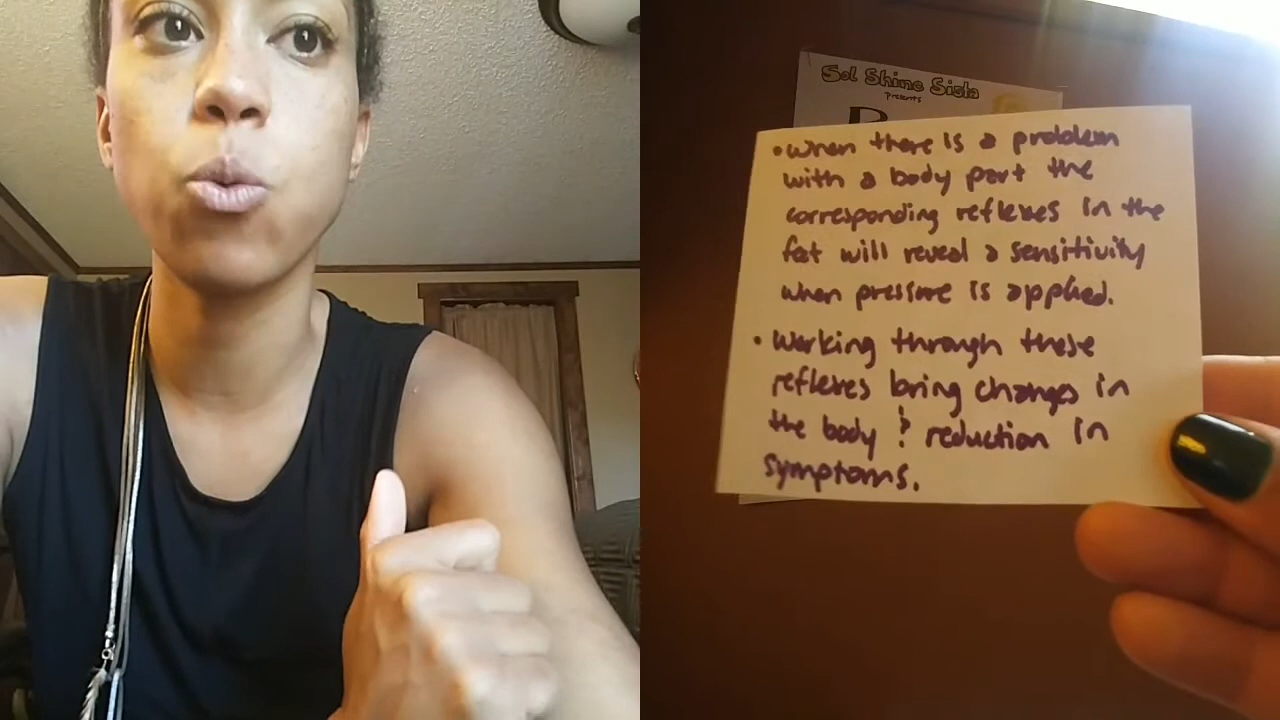 Sol Shine Sista
Presents
• When there is a problem
with a body part the
corresponding reflexes in the
feet will reveal a sensitivity
when pressure is applied.
• Working through these
reflexes bring changes in
the body & reduction in
symptoms.